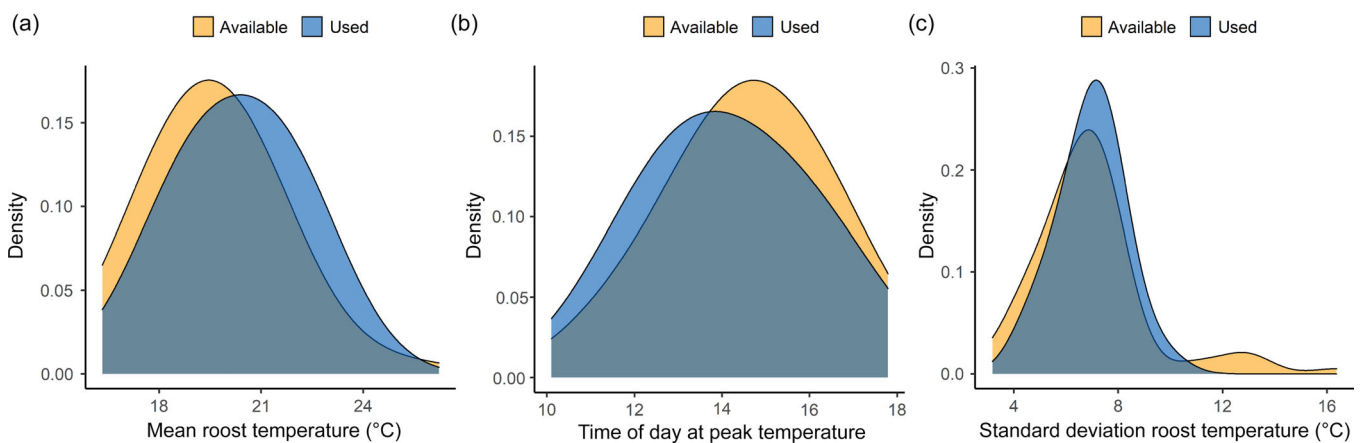 (a)
Available Used
Density
0.15
0.10
0.05
0.00
18 21 24
Mean roost temperature (°C)
(b)
Available Used
Density
0.15
0.10
0.05
0.00
10 12 14 16 18
Time of day at peak temperature
(c)
Available Used
Density
0.3
0.2
0.1
0.0
4 8 12 16
Standard deviation roost temperature (°C)